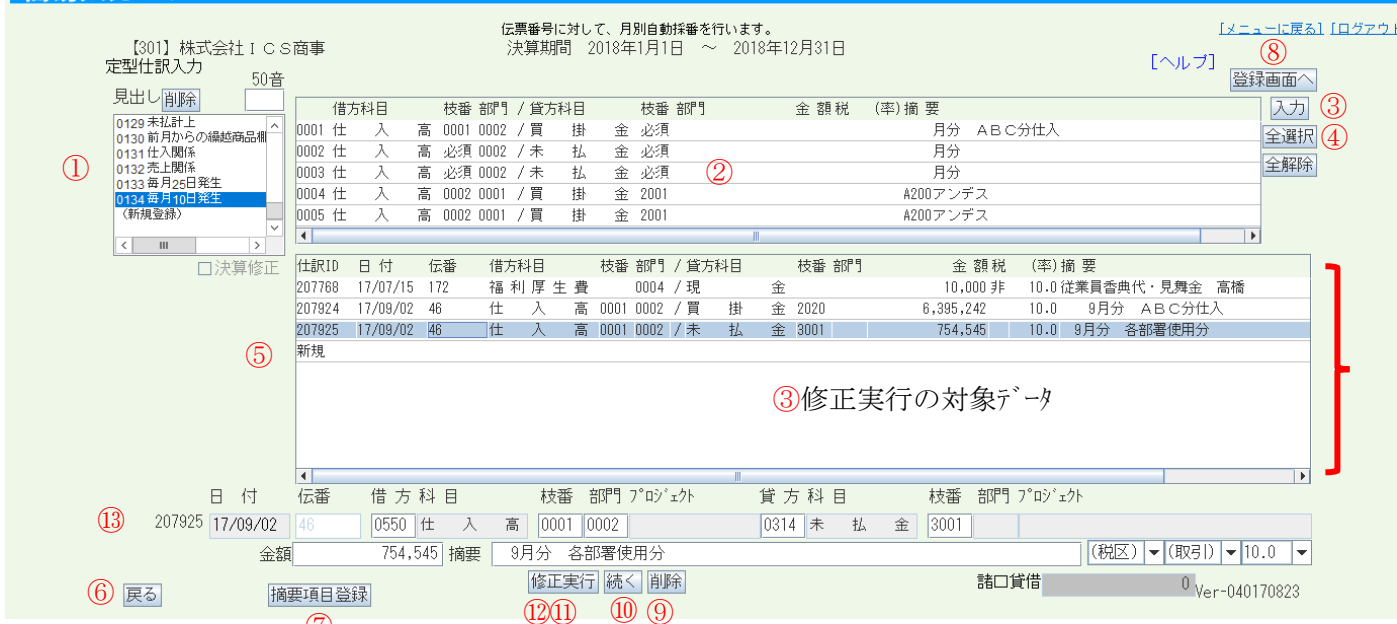 伝票番号に対して、月別自動採番を行います。
[メニューに戻る] [ログアウト
【301】株式会社ＩＣＳ商事
決算期間 2018年1月1日 ～ 2018年12月31日
[ヘルプ]
⑧
定型仕訳入力
50音
登録画面へ
見出し 削除
入力 ③
全選択 ④
全解除
①
0129 未払計上
0130 前月からの繰越商品棚
0131 仕入関係
0132 売上関係
0133 毎月25日発生
0134 毎月10日発生
〈新規登録〉
借方科目 枝番 部門 / 貸方科目 枝番 部門 金 額 税 (率) 摘 要
0001 仕 入 高 0001 0002 / 買 掛 金 必須 月分 ＡＢＣ分仕入
0002 仕 入 高 必須 0002 / 未 払 金 必須 月分
0003 仕 入 高 必須 0002 / 未 払 金 必須 ② 月分
0004 仕 入 高 0002 0001 / 買 掛 金 2001 A200アンデス
0005 仕 入 高 0002 0001 / 買 掛 金 2001 A200アンデス
□決算修正
仕訳ID 日 付 伝番 借方科目 枝番 部門 / 貸方科目 枝番 部門 金 額 税 (率) 摘 要
207768 17/07/15 172 福 利 厚 生 費 0004 / 現 金 10,000 非 10.0 従業員香典代・見舞金 高橋
207924 17/09/02 46 仕 入 高 0001 0002 / 買 掛 金 2020 6,395,242 10.0 9月分 ＡＢＣ分仕入
207925 17/09/02 46 仕 入 高 0001 0002 / 未 払 金 3001 754,545 10.0 9月分 各部署使用分
⑤ 新規
③修正実行の対象ﾃﾞｰﾀ
日 付 伝番 借 方 科 目 枝番 部門 ﾌﾟﾛｼﾞｪｸﾄ 貸 方 科 目 枝番 部門 ﾌﾟﾛｼﾞｪｸﾄ
⑬ 207925 17/09/02 46 0550 仕 入 高 0001 0002 0314 未 払 金 3001
金額 754,545 摘要 9月分 各部署使用分 (税区) (取引) 10.0
⑥ 戻る 摘要項目登録 修正実行 続く 削除 諸口貸借 0 Ver-040170823
⑦ ⑫⑪ ⑩ ⑨